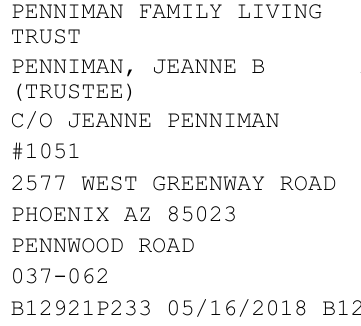 PENNIMAN FAMILY LIVING
TRUST
PENNIMAN, JEANNE B
(TRUSTEE)
C/O JEANNE PENNIMAN
#1051
2577 WEST GREENWAY ROAD
PHOENIX AZ 85023
PENNWOOD ROAD
037-062
B12921P233 05/16/2018 B12